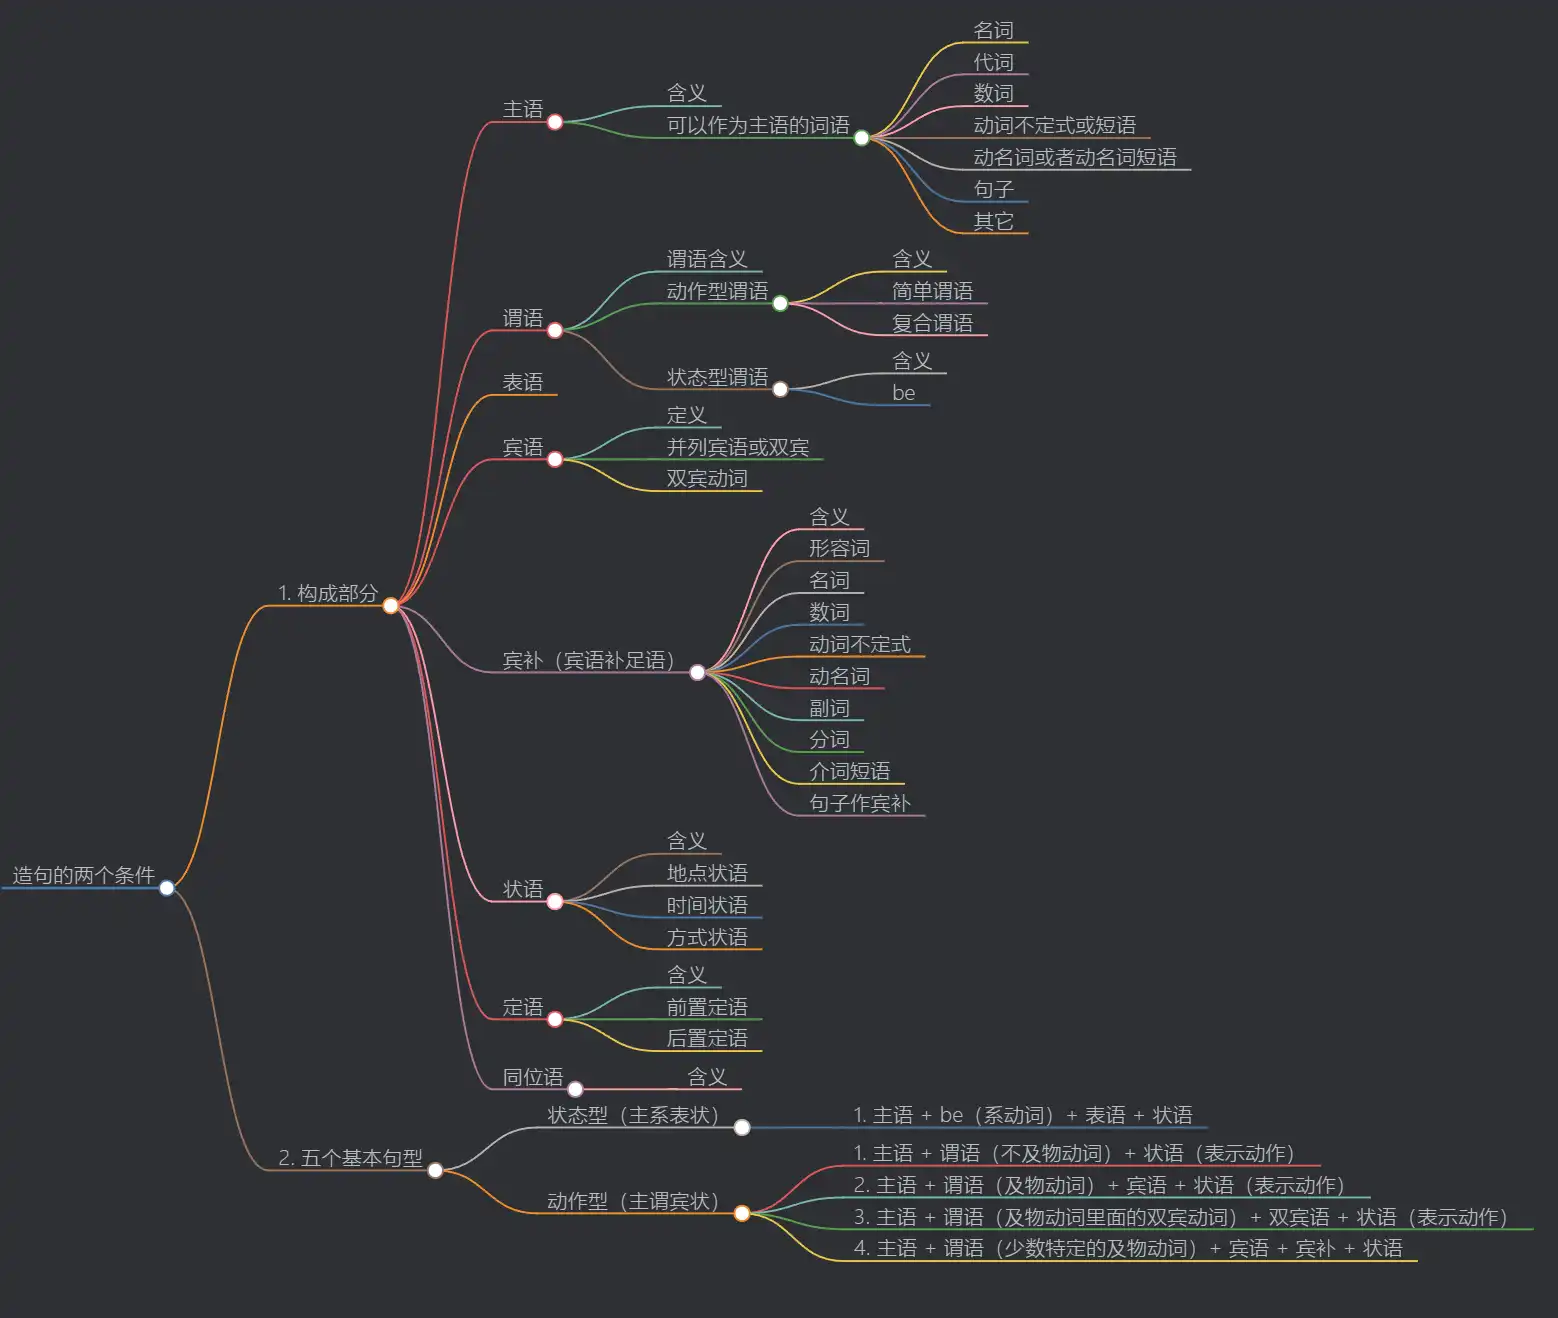 造句的两个条件
1. 构成部分
主语
含义
可以作为主语的词语
名词
代词
数词
动词不定式或短语
动名词或者动名词短语
句子
其它
谓语
谓语含义
动作型谓语
含义
简单谓语
复合谓语
状态型谓语
含义
be
表语
宾语
定义
并列宾语或双宾
双宾动词
宾补（宾语补足语）
含义
形容词
名词
数词
动词不定式
动名词
副词
分词
介词短语
句子作宾补
状语
含义
地点状语
时间状语
方式状语
定语
含义
前置定语
后置定语
同位语
含义
2. 五个基本句型
状态型（主系表状）
1. 主语 + be（系动词）+ 表语 + 状语
动作型（主谓宾状）
1. 主语 + 谓语（不及物动词）+ 状语（表示动作）
2. 主语 + 谓语（及物动词）+ 宾语 + 状语（表示动作）
3. 主语 + 谓语（及物动词里面的双宾动词）+ 双宾语 + 状语（表示动作）
4. 主语 + 谓语（少数特定的及物动词）+ 宾语 + 宾补 + 状语